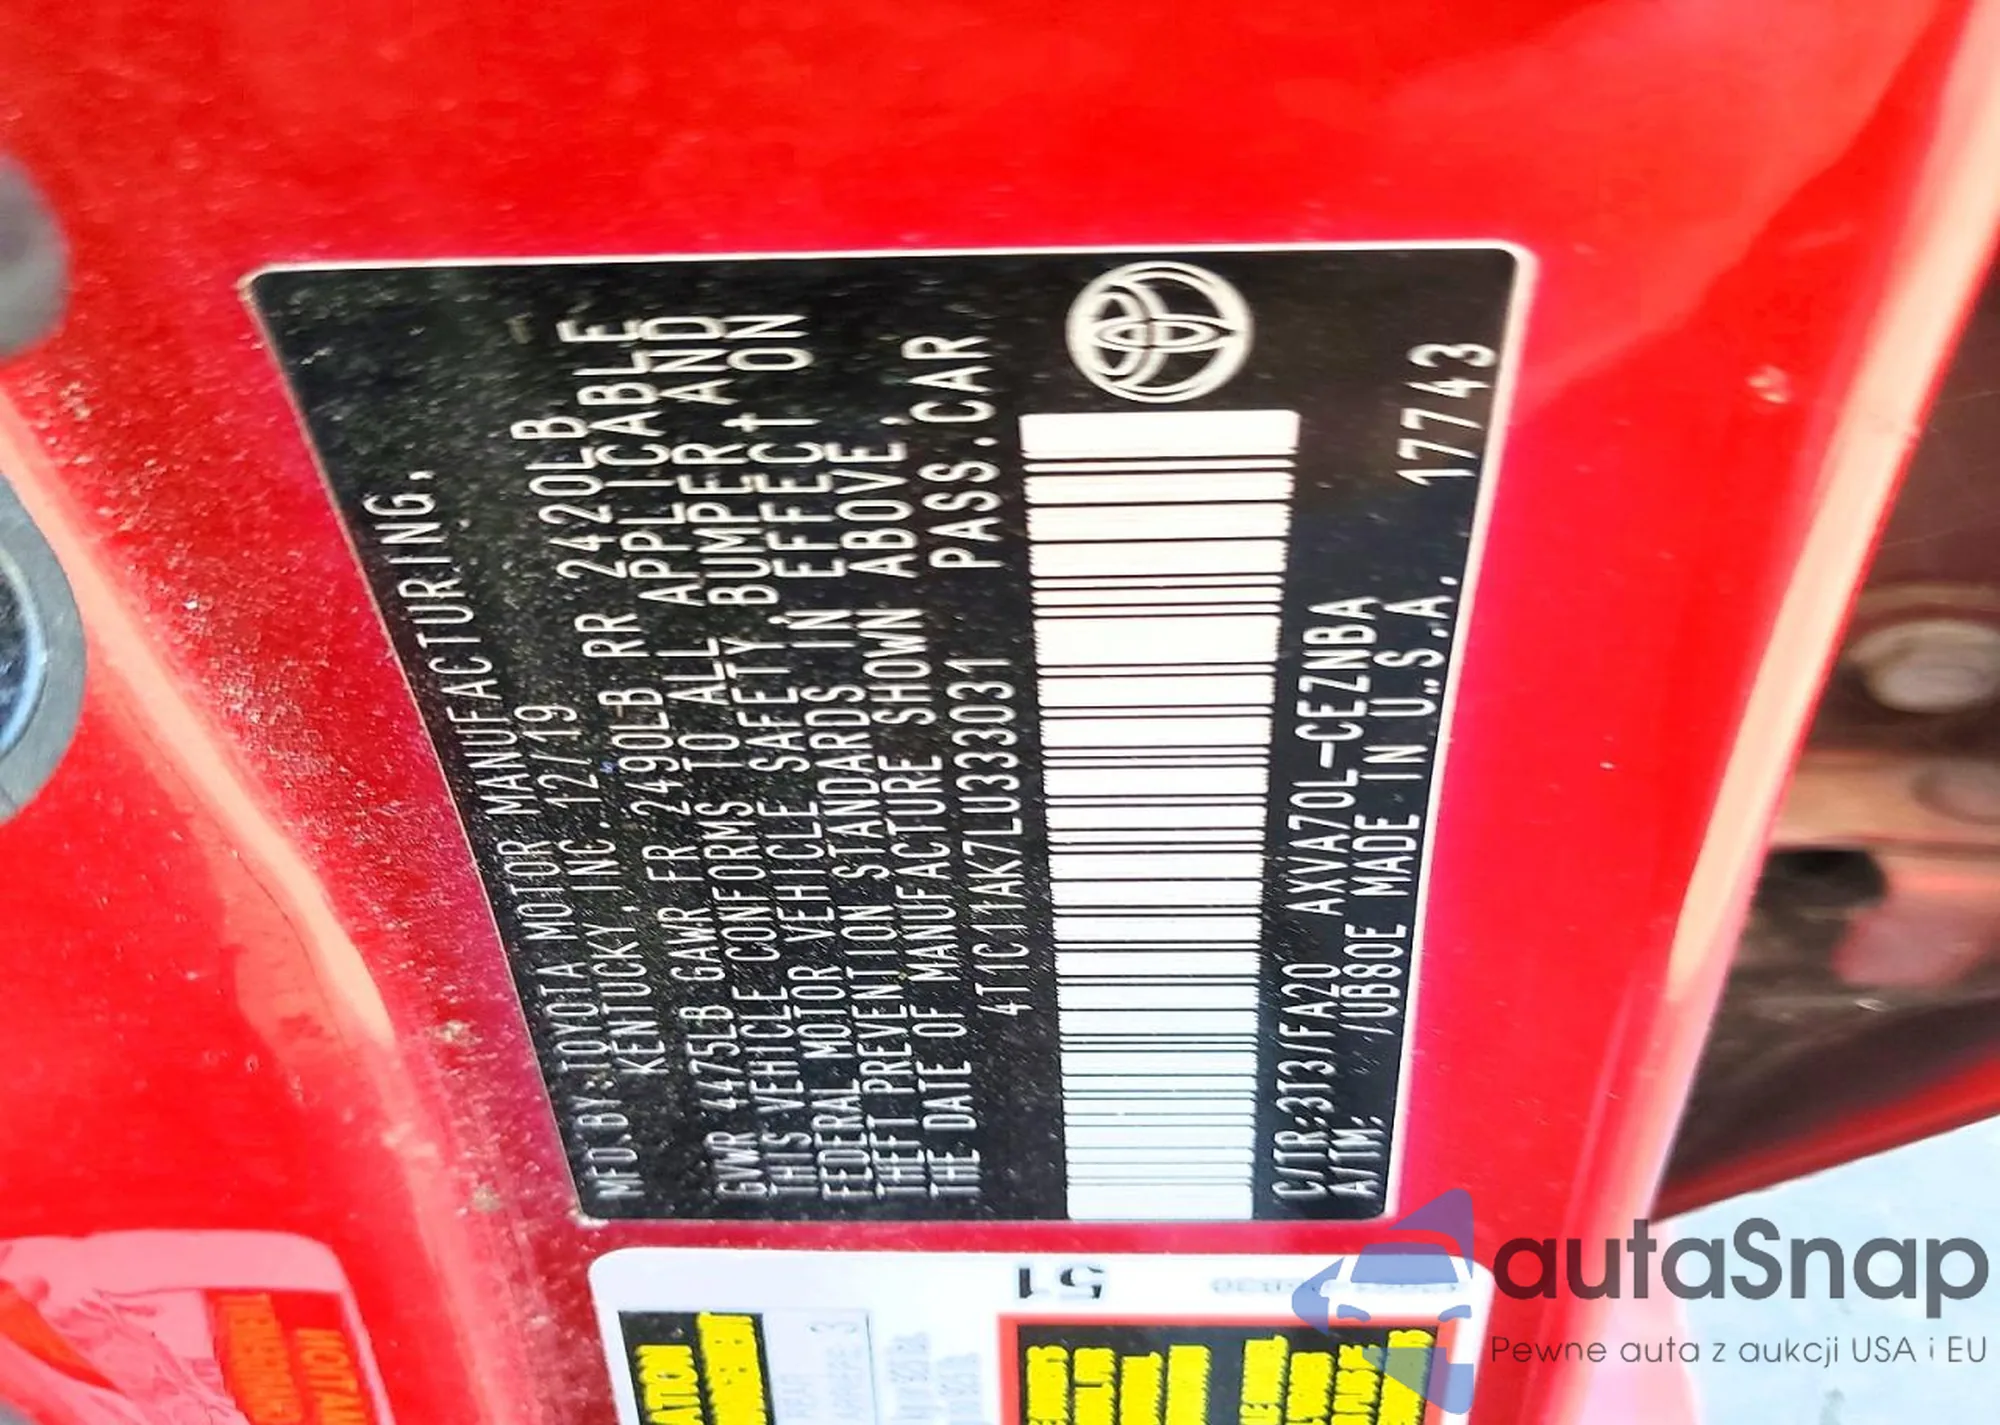 MFD.BY:TOYOTA MOTOR MANUFACTURING,
KENTUCKY, INC. 12/19
GVWR 4475LB GAWR FR 2490LB RR 2420LB
THIS VEHICLE CONFORMS TO ALL APPLICABLE
FEDERAL MOTOR VEHICLE SAFETY, BUMPER AND
THEFT PREVENTION STANDARDS IN EFFECT ON
THE DATE OF MANUFACTURE SHOWN ABOVE.
4T1C11AK7LU333031 PASS.CAR
C/TR:3T3/FA20 AXVA70L-CEZNBA
A/TM: /UB80E MADE IN U.S.A. 17743
51
autaSnap
Pewne auta z aukcji USA i EU